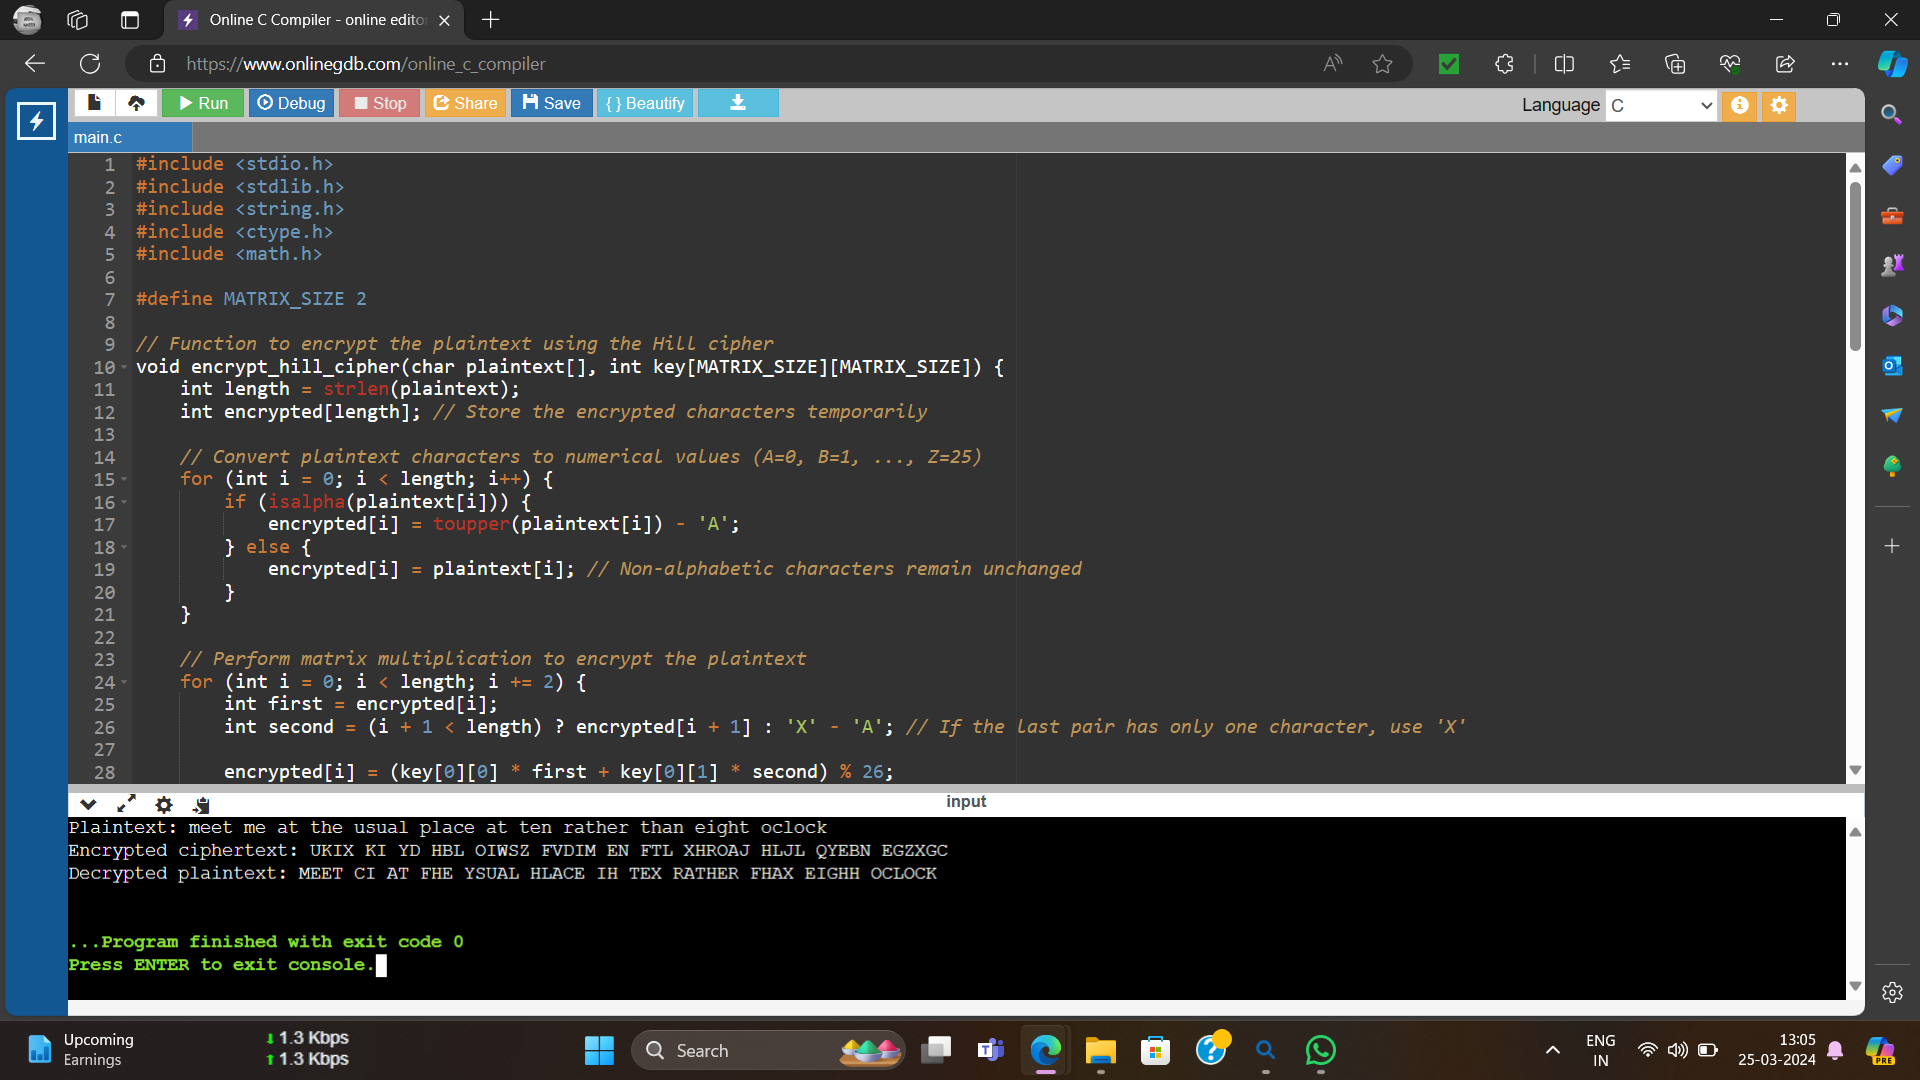 Online C Compiler - online edito
https://www.onlinegdb.com/online_c_compiler
Run Debug Stop Share Save { } Beautify
Language C
main.c
1 #include <stdio.h>
2 #include <stdlib.h>
3 #include <string.h>
4 #include <ctype.h>
5 #include <math.h>
6
7 #define MATRIX_SIZE 2
8
9 // Function to encrypt the plaintext using the Hill cipher
10 void encrypt_hill_cipher(char plaintext[], int key[MATRIX_SIZE][MATRIX_SIZE]) {
11 int length = strlen(plaintext);
12 int encrypted[length]; // Store the encrypted characters temporarily
13
14 // Convert plaintext characters to numerical values (A=0, B=1, ..., Z=25)
15 for (int i = 0; i < length; i++) {
16 if (isalpha(plaintext[i])) {
17 encrypted[i] = toupper(plaintext[i]) - 'A';
18 } else {
19 encrypted[i] = plaintext[i]; // Non-alphabetic characters remain unchanged
20 }
21 }
22
23 // Perform matrix multiplication to encrypt the plaintext
24 for (int i = 0; i < length; i += 2) {
25 int first = encrypted[i];
26 int second = (i + 1 < length) ? encrypted[i + 1] : 'X' - 'A'; // If the last pair has only one character, use 'X'
27
28 encrypted[i] = (key[0][0] * first + key[0][1] * second) % 26;
input
Plaintext: meet me at the usual place at ten rather than eight oclock
Encrypted ciphertext: UKIX KI YD HBL OIWSZ FVDIM EN FTL XHROAJ HLJL QYEBN EGZXGC
Decrypted plaintext: MEET CI AT FHE YSUAL HLACE IH TEX RATHER FHAX EIGHH OCLOCK
...Program finished with exit code 0
Press ENTER to exit console.
Upcoming
Earnings
1.3 Kbps
1.3 Kbps
Search
ENG
IN
13:05
25-03-2024
PRE